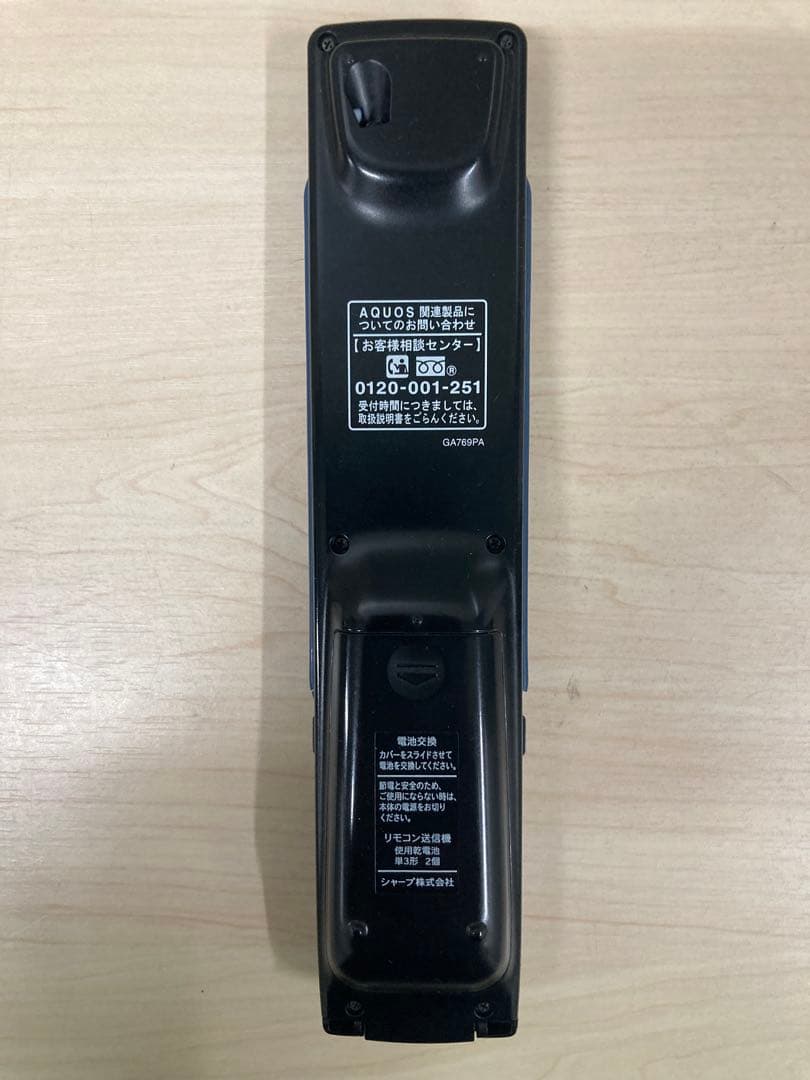 AQUOS 関連製品に
ついてのお問い合わせ
【お客様相談センター】
®
0120-001-251
受付時間につきましては、
取扱説明書をごらんください。
GA769PA
電池交換
カバーをスライドさせて
電池を交換してください。
節電と安全のため、
ご使用にならない時は、
本体の電源をお切り
ください。
リモコン送信機
使用乾電池
単3形 2個
シャープ株式会社